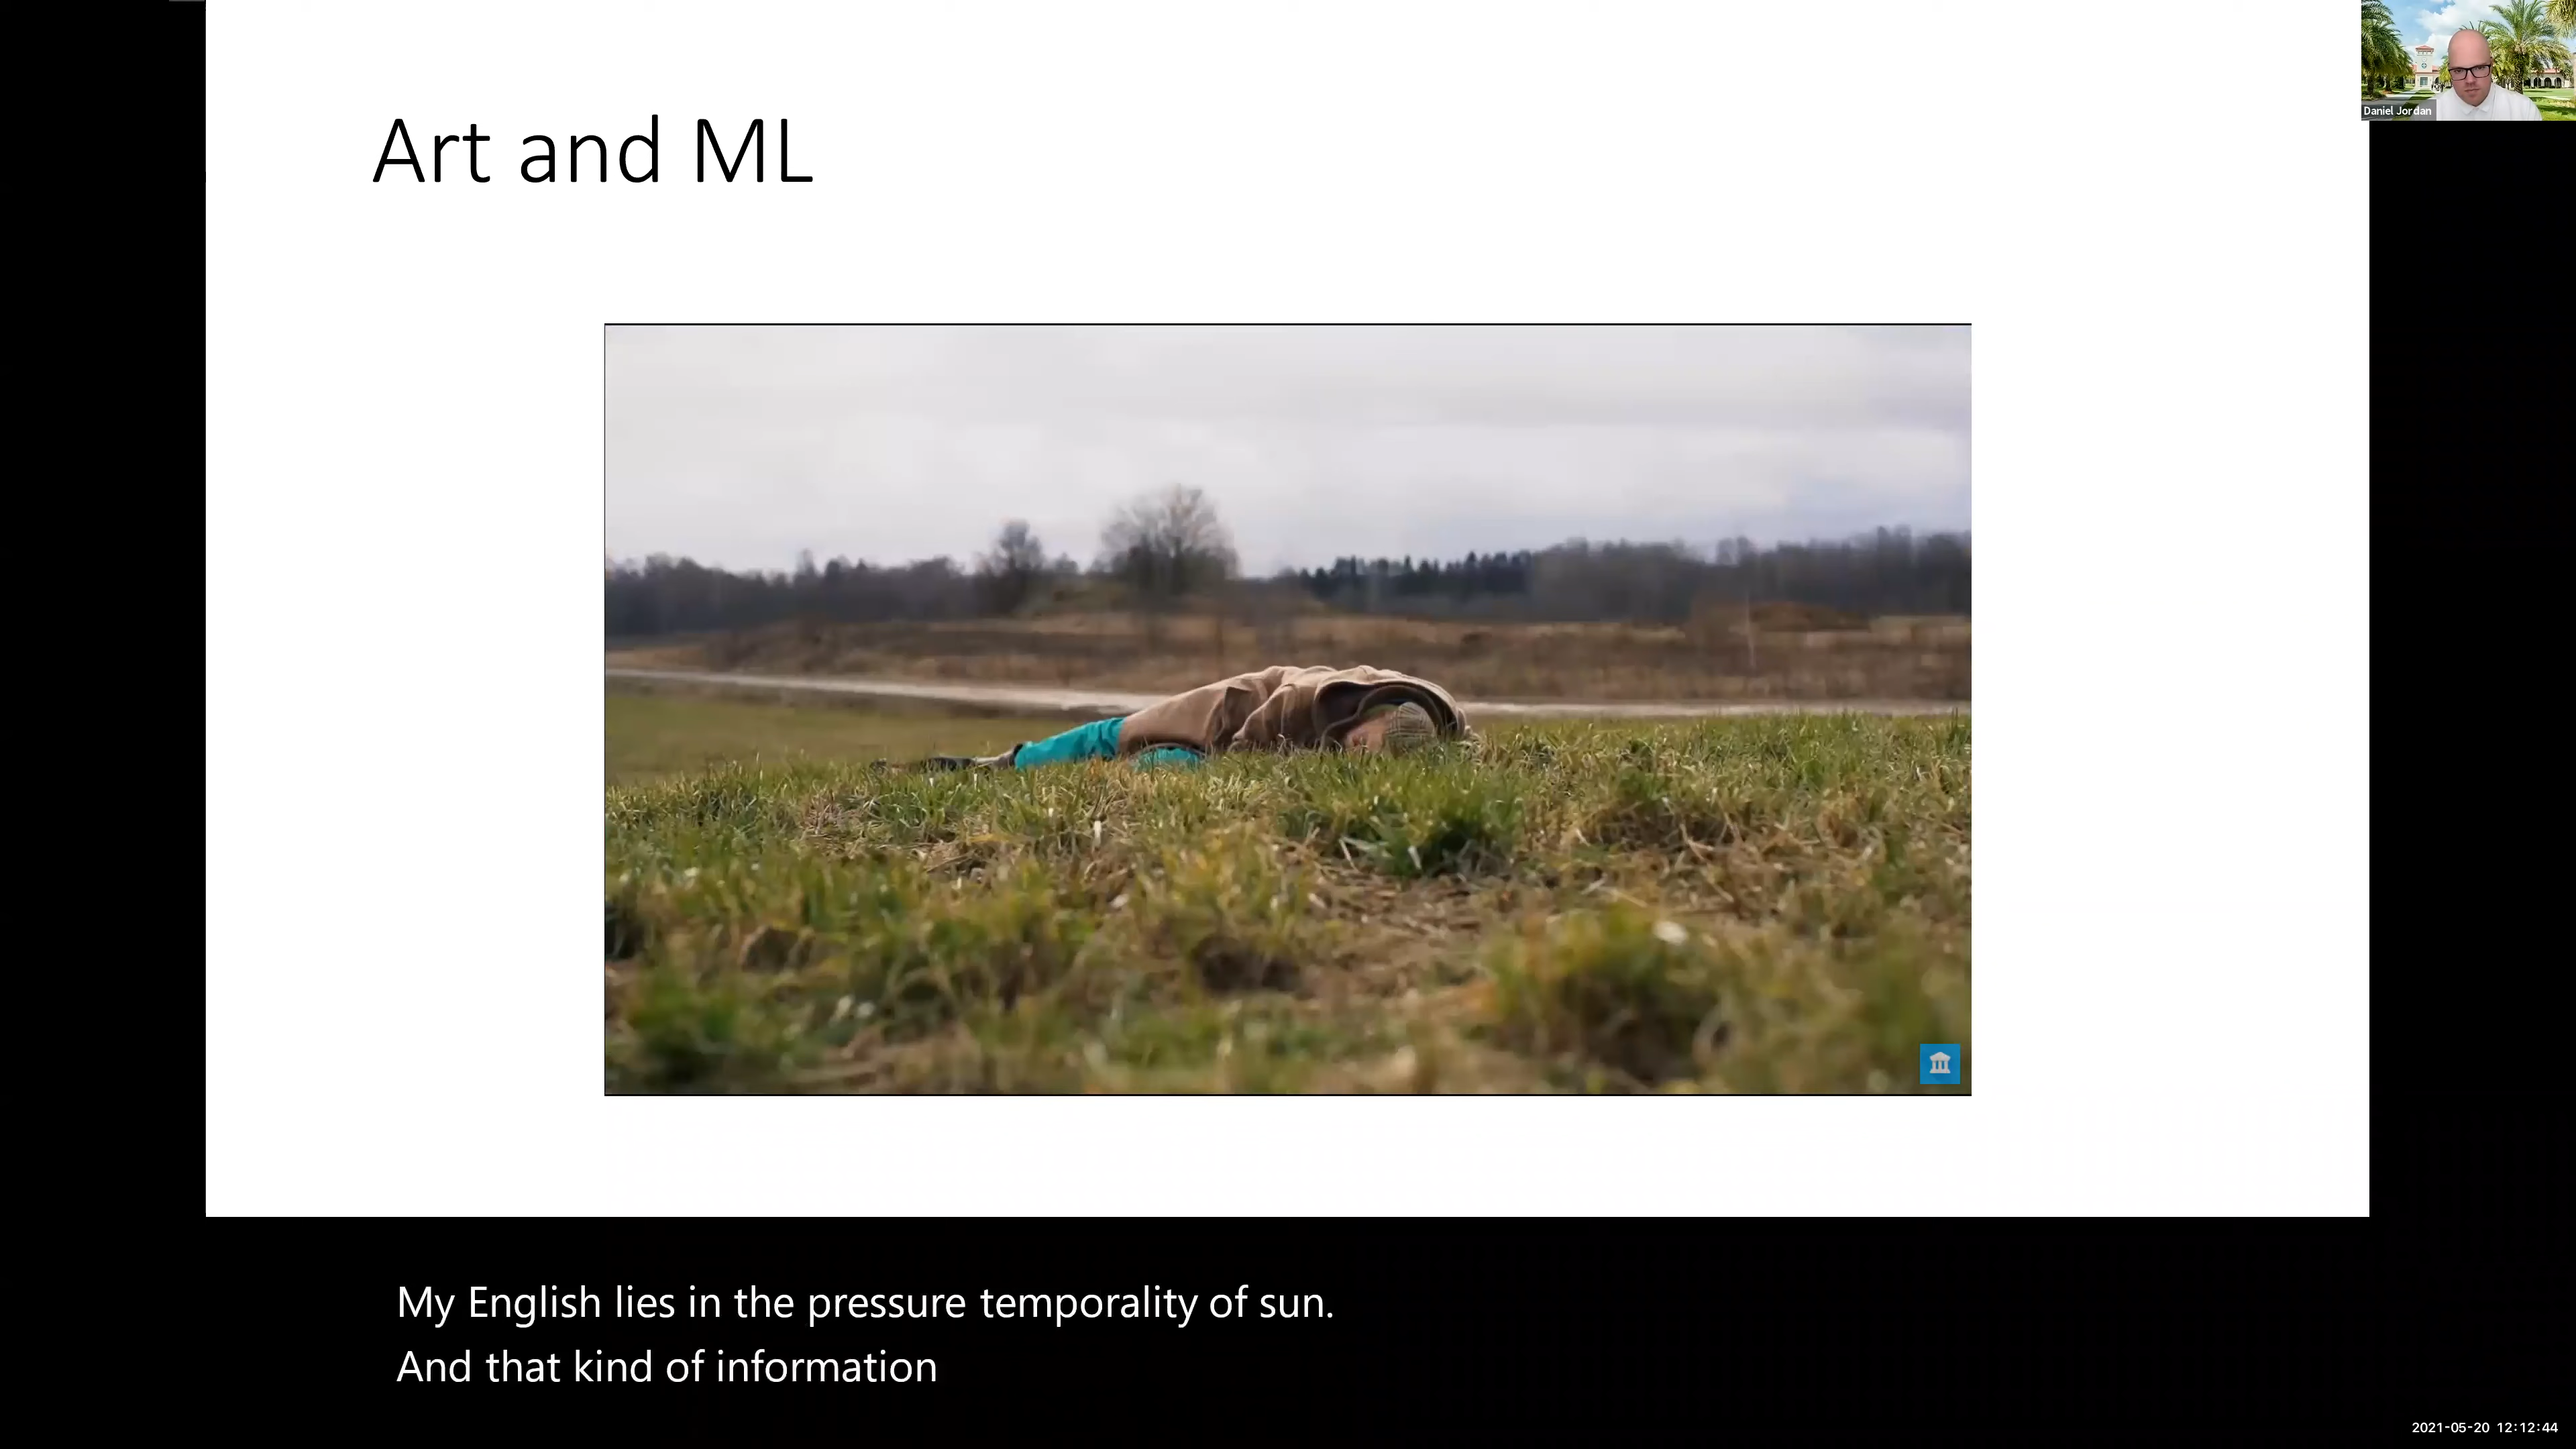 Art and ML
Daniel Jordan
My English lies in the pressure temporality of sun.
And that kind of information
2021-05-20 12:12:44